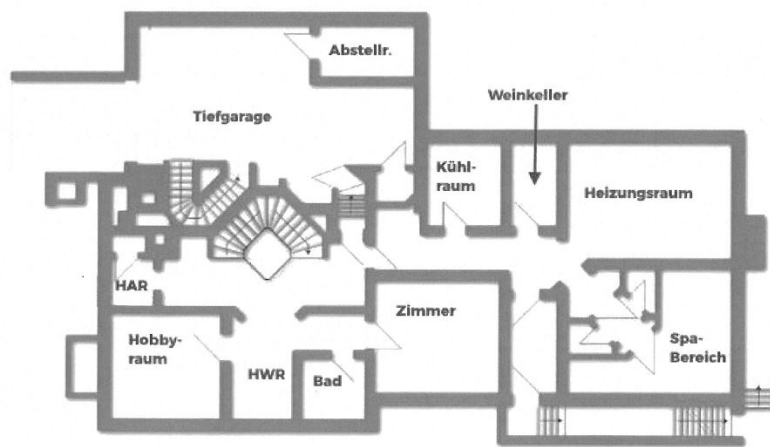 Abstellr.
Weinkeller
Tiefgarage
Kühl-
raum
Heizungsraum
HAR
Zimmer
Hobby-
raum
Spa-
Bereich
HWR
Bad